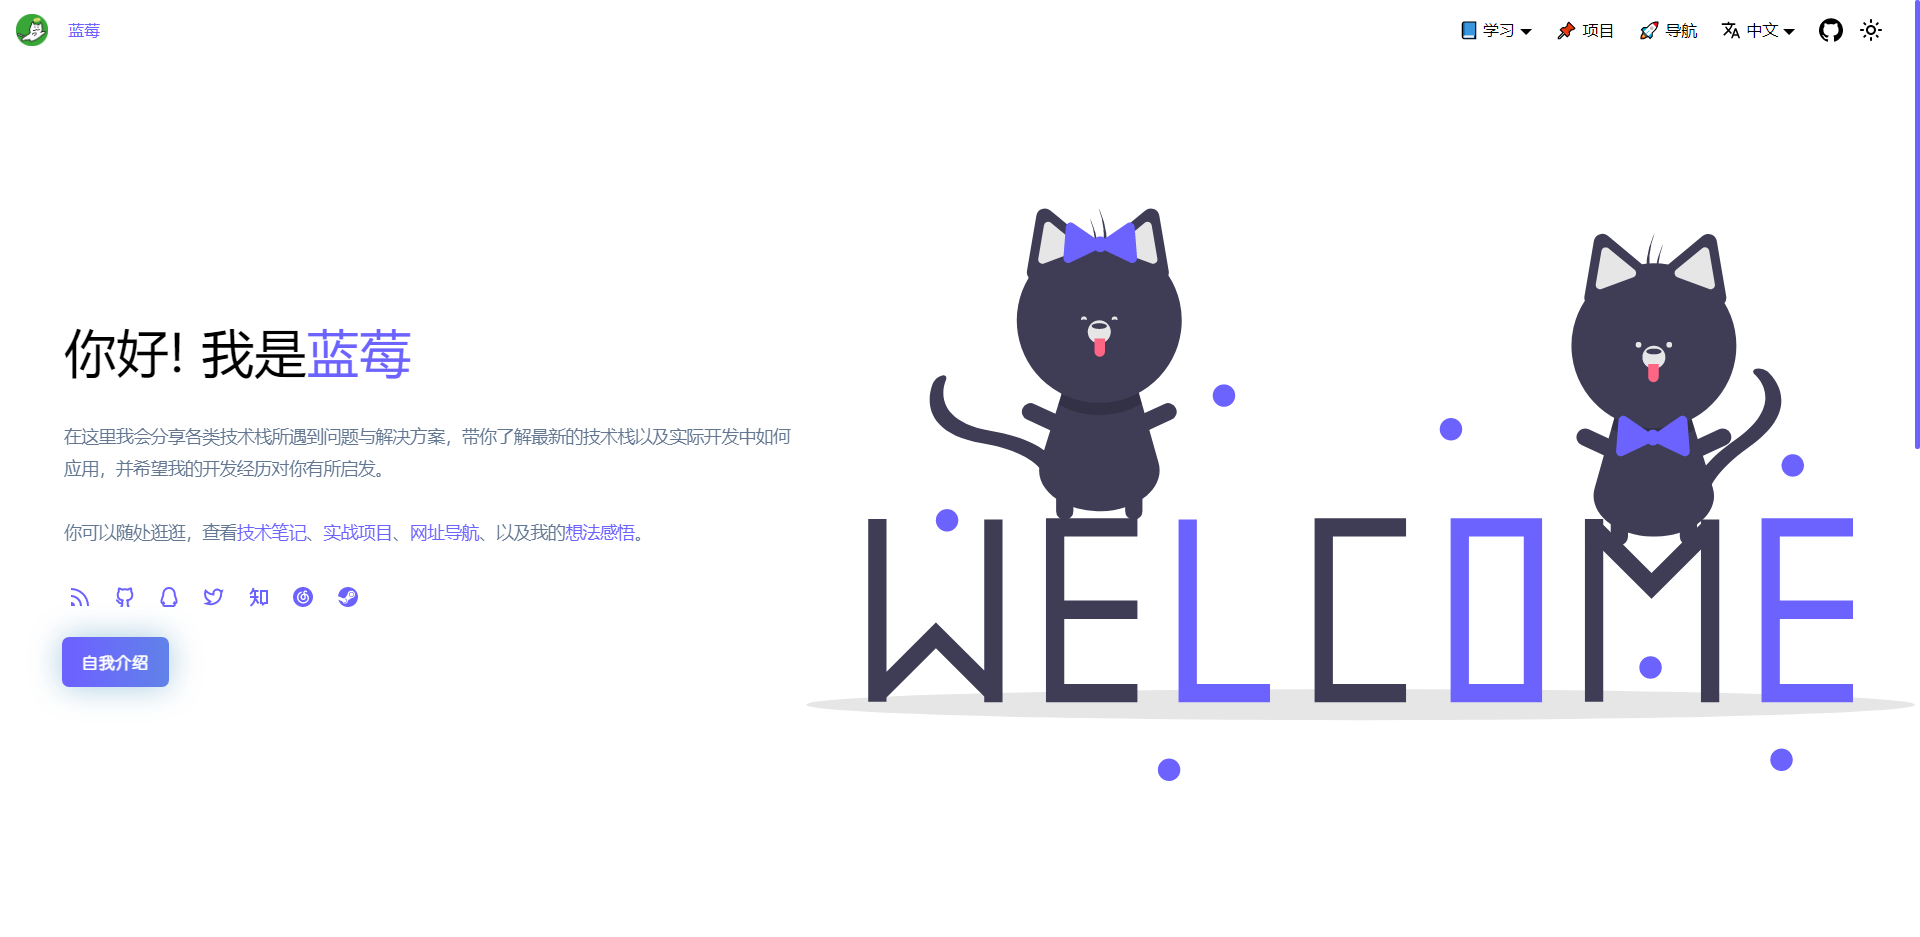 蓝莓
学习
项目
导航
中文
你好! 我是蓝莓
在这里我会分享各类技术栈所遇到问题与解决方案，带你了解最新的技术栈以及实际开发中如何
应用，并希望我的开发经历对你有所启发。
你可以随处逛逛，查看技术笔记、实战项目、网址导航、以及我的想法感悟。
知
自我介绍
WELCOME